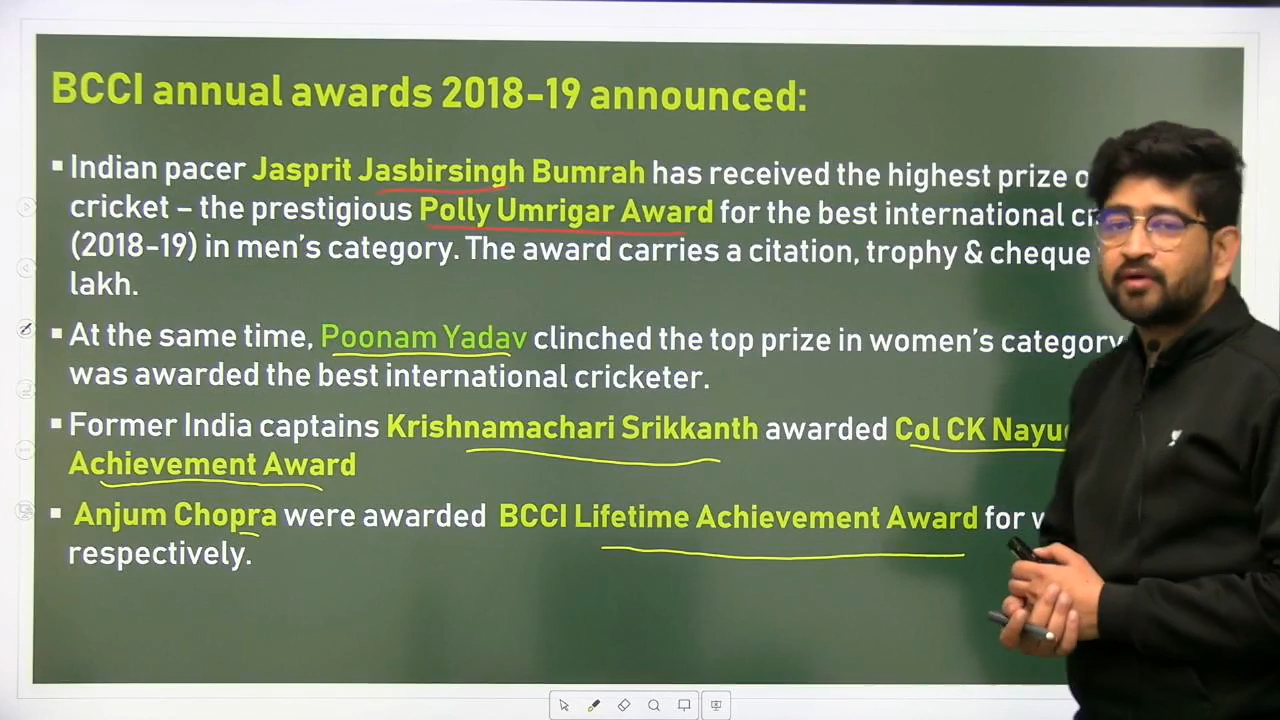 BCCI annual awards 2018-19 announced:
▪ Indian pacer Jasprit Jasbirsingh Bumrah has received the highest prize
cricket – the prestigious Polly Umrigar Award for the best international
(2018-19) in men's category. The award carries a citation, trophy & cheque
lakh.
▪ At the same time, Poonam Yadav clinched the top prize in women's category
was awarded the best international cricketer.
▪ Former India captains Krishnamachari Srikkanth awarded Col CK
Achievement Award
▪ Anjum Chopra were awarded BCCI Lifetime Achievement Award for
respectively.